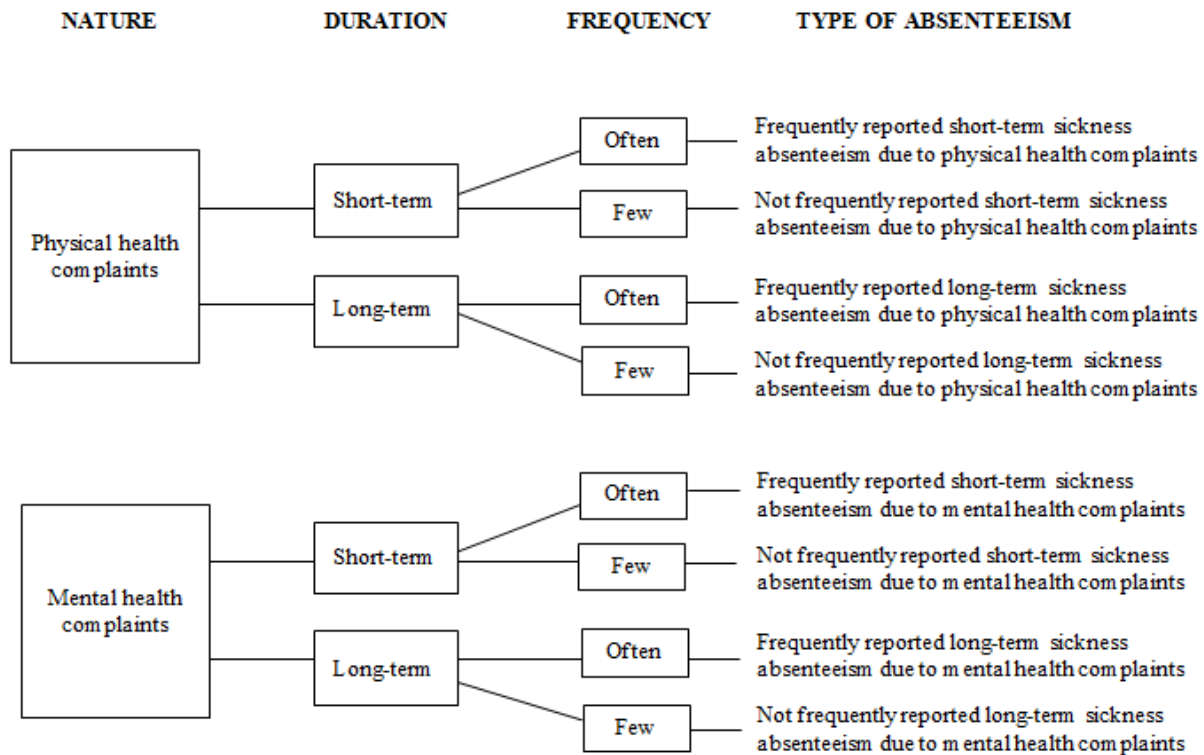 NATURE DURATION FREQUENCY TYPE OF ABSENTEEISM
Physical health
complaints
Short-term
Often
Frequently reported short-term sickness
absenteeism due to physical health complaints
Few
Not frequently reported short-term sickness
absenteeism due to physical health complaints
Long-term
Often
Frequently reported long-term sickness
absenteeism due to physical health complaints
Few
Not frequently reported long-term sickness
absenteeism due to physical health complaints
Mental health
complaints
Short-term
Often
Frequently reported short-term sickness
absenteeism due to mental health complaints
Few
Not frequently reported short-term sickness
absenteeism due to mental health complaints
Long-term
Often
Frequently reported long-term sickness
absenteeism due to mental health complaints
Few
Not frequently reported long-term sickness
absenteeism due to mental health complaints